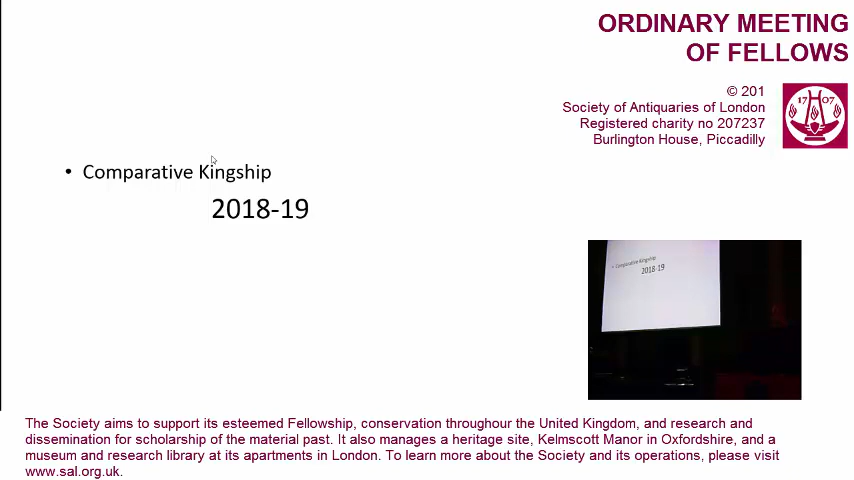 ORDINARY MEETING
OF FELLOWS
© 201
Society of Antiquaries of London
Registered charity no 207237
Burlington House, Piccadilly
17 07
• Comparative Kingship
2018-19
• Comparative Kingship
2018-19
The Society aims to support its esteemed Fellowship, conservation throughour the United Kingdom, and research and
dissemination for scholarship of the material past. It also manages a heritage site, Kelmscott Manor in Oxfordshire, and a
museum and research library at its apartments in London. To learn more about the Society and its operations, please visit
www.sal.org.uk.